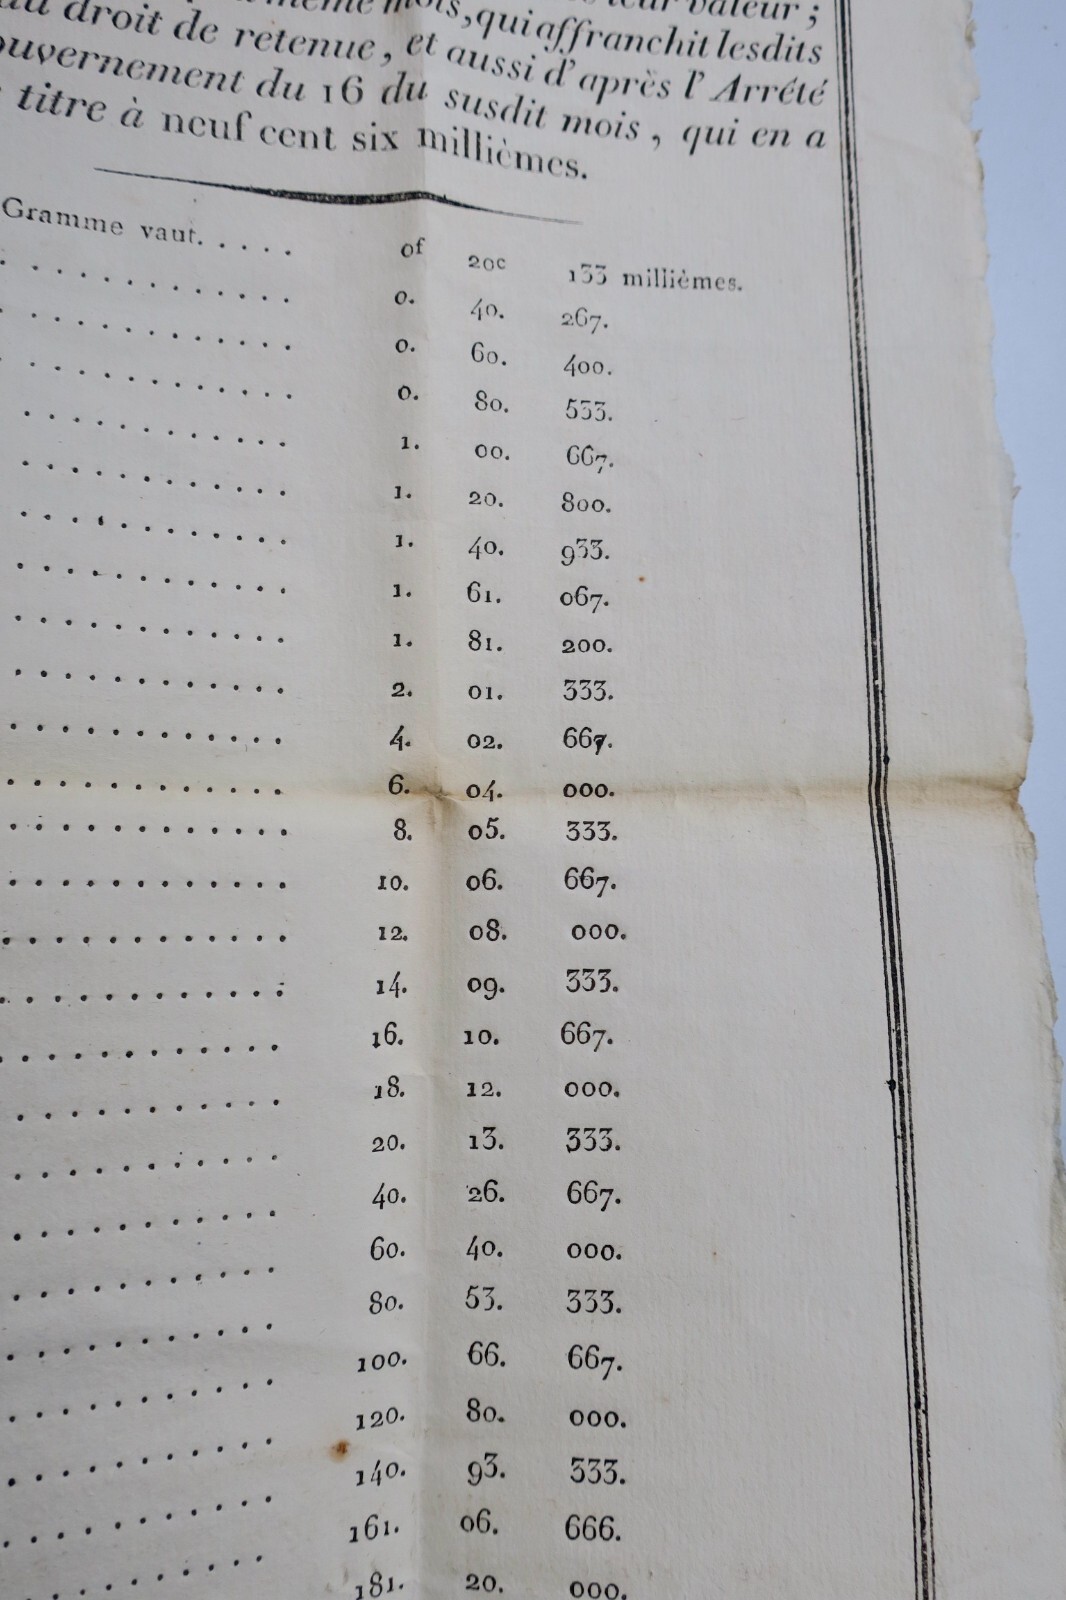 leur valeur ;
même mois, qui affranchit lesdits
droit de retenue, et aussi d'après l'Arrêté
ouvernement du 16 du susdit mois, qui en a
titre à neuf cent six millièmes.
Gramme vaut. . . . . 0f 20c 133 millièmes.
0. 40. 267.
0. 60. 400.
0. 80. 533.
1. 00. 667.
1. 20. 800.
1. 40. 933.
1. 61. 067.
1. 81. 200.
2. 01. 333.
4. 02. 667.
6. 04. 000.
8. 05. 333.
10. 06. 667.
12. 08. 000.
14. 09. 333.
16. 10. 667.
18. 12. 000.
20. 13. 333.
40. 26. 667.
60. 40. 000.
80. 53. 333.
100. 66. 667.
120. 80. 000.
140. 93. 333.
161. 06. 666.
181. 20. 000.